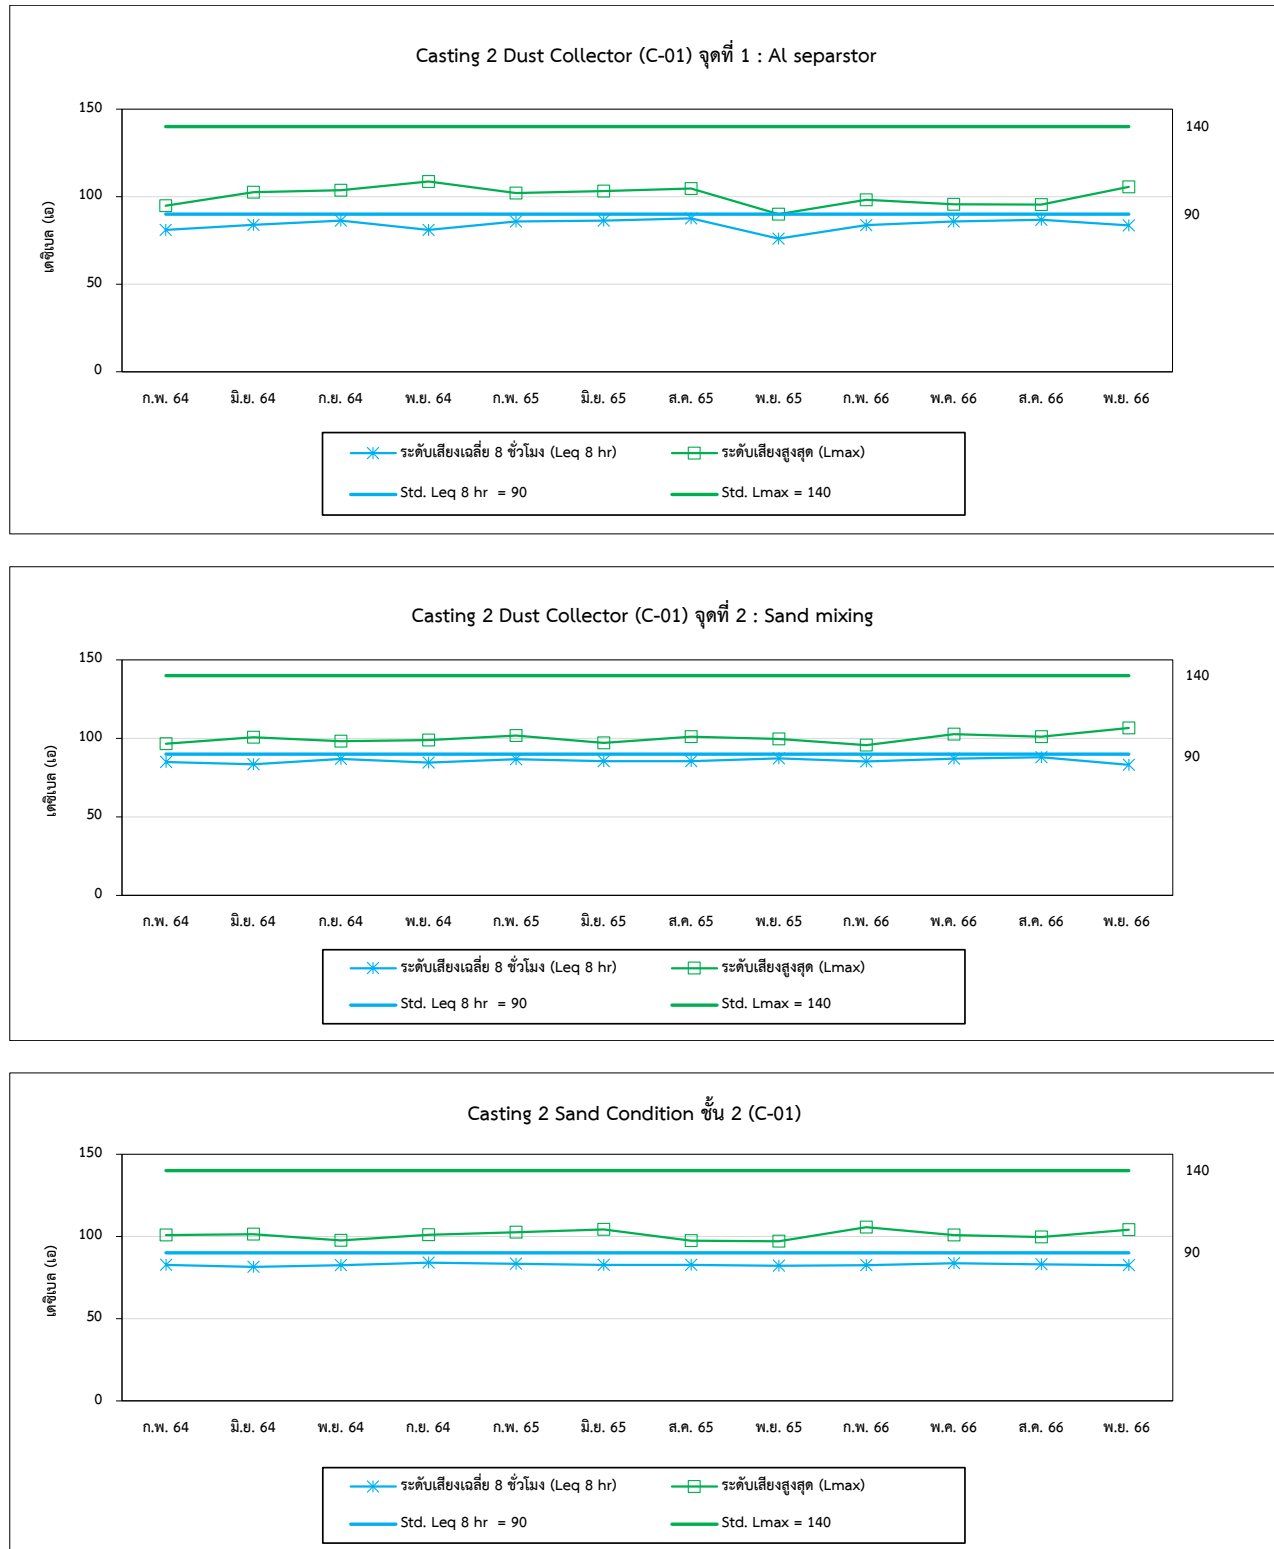 Casting 2 Dust Collector (C-01) จุดที่ 1 : Al separstor
150
100
50
0
140
90
เดซิเบล (เอ)
ก.พ. 64 มิ.ย. 64 ก.ย. 64 พ.ย. 64 ก.พ. 65 มิ.ย. 65 ส.ค. 65 พ.ย. 65 ก.พ. 66 พ.ค. 66 ส.ค. 66 พ.ย. 66
ระดับเสียงเฉลี่ย 8 ชั่วโมง (Leq 8 hr) ระดับเสียงสูงสุด (Lmax)
Std. Leq 8 hr = 90 Std. Lmax = 140
Casting 2 Dust Collector (C-01) จุดที่ 2 : Sand mixing
150
100
50
0
140
90
เดซิเบล (เอ)
ก.พ. 64 มิ.ย. 64 ก.ย. 64 พ.ย. 64 ก.พ. 65 มิ.ย. 65 ส.ค. 65 พ.ย. 65 ก.พ. 66 พ.ค. 66 ส.ค. 66 พ.ย. 66
ระดับเสียงเฉลี่ย 8 ชั่วโมง (Leq 8 hr) ระดับเสียงสูงสุด (Lmax)
Std. Leq 8 hr = 90 Std. Lmax = 140
Casting 2 Sand Condition ชั้น 2 (C-01)
150
100
50
0
140
90
เดซิเบล (เอ)
ก.พ. 64 มิ.ย. 64 พ.ย. 64 ก.ย. 64 ก.พ. 65 มิ.ย. 65 ส.ค. 65 พ.ย. 65 ก.พ. 66 พ.ค. 66 ส.ค. 66 พ.ย. 66
ระดับเสียงเฉลี่ย 8 ชั่วโมง (Leq 8 hr) ระดับเสียงสูงสุด (Lmax)
Std. Leq 8 hr = 90 Std. Lmax = 140